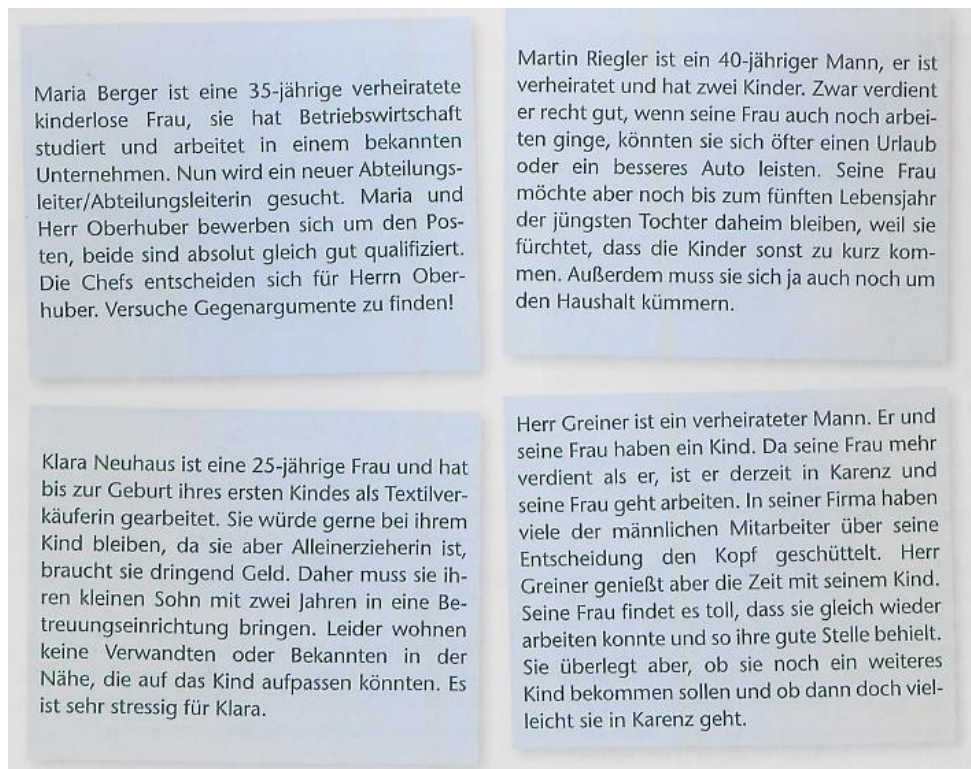 Maria Berger ist eine 35-jährige verheiratete
kinderlose Frau, sie hat Betriebswirtschaft
studiert und arbeitet in einem bekannten
Unternehmen. Nun wird ein neuer Abteilungs-
leiter/Abteilungsleiterin gesucht. Maria und
Herr Oberhuber bewerben sich um den Pos-
ten, beide sind absolut gleich gut qualifiziert.
Die Chefs entscheiden sich für Herrn Ober-
huber. Versuche Gegenargumente zu finden!
Martin Riegler ist ein 40-jähriger Mann, er ist
verheiratet und hat zwei Kinder. Zwar verdient
er recht gut, wenn seine Frau auch noch arbei-
ten ginge, könnten sie sich öfter einen Urlaub
oder ein besseres Auto leisten. Seine Frau
möchte aber noch bis zum fünften Lebensjahr
der jüngsten Tochter daheim bleiben, weil sie
fürchtet, dass die Kinder sonst zu kurz kom-
men. Außerdem muss sie sich ja auch noch um
den Haushalt kümmern.
Klara Neuhaus ist eine 25-jährige Frau und hat
bis zur Geburt ihres ersten Kindes als Textilver-
käuferin gearbeitet. Sie würde gerne bei ihrem
Kind bleiben, da sie aber Alleinerzieherin ist,
braucht sie dringend Geld. Daher muss sie ih-
ren kleinen Sohn mit zwei Jahren in eine Be-
treuungseinrichtung bringen. Leider wohnen
keine Verwandten oder Bekannten in der
Nähe, die auf das Kind aufpassen könnten. Es
ist sehr stressig für Klara.
Herr Greiner ist ein verheirateter Mann. Er und
seine Frau haben ein Kind. Da seine Frau mehr
verdient als er, ist er derzeit in Karenz und
seine Frau geht arbeiten. In seiner Firma haben
viele der männlichen Mitarbeiter über seine
Entscheidung den Kopf geschüttelt. Herr
Greiner genießt aber die Zeit mit seinem Kind.
Seine Frau findet es toll, dass sie gleich wieder
arbeiten konnte und so ihre gute Stelle behielt.
Sie überlegt aber, ob sie noch ein weiteres
Kind bekommen sollen und ob dann doch viel-
leicht sie in Karenz geht.